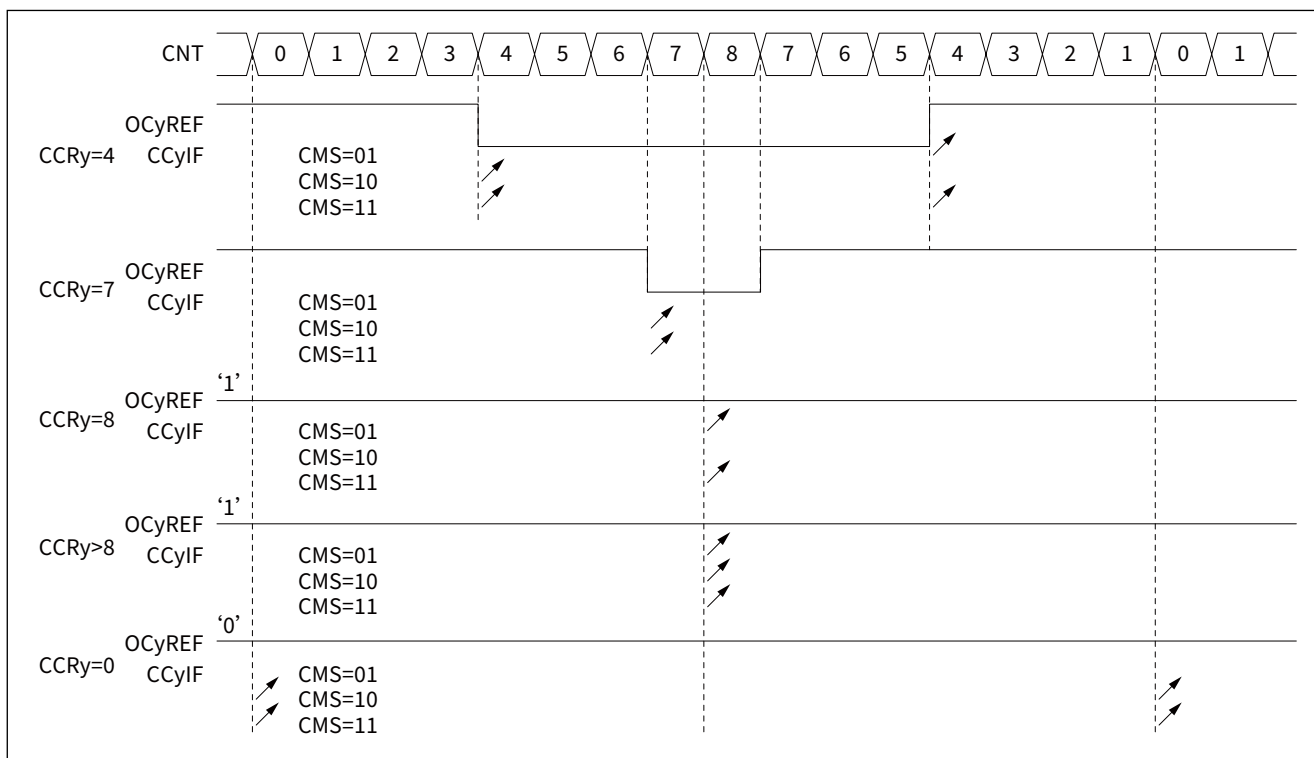 CNT 0 1 2 3 4 5 6 7 8 7 6 5 4 3 2 1 0 1
OCyREF
CCRy=4 CCyIF CMS=01
CMS=10
CMS=11
OCyREF
CCRy=7 CCyIF CMS=01
CMS=10
CMS=11
‘1’
OCyREF
CCRy=8 CCyIF CMS=01
CMS=10
CMS=11
‘1’
OCyREF
CCRy>8 CCyIF CMS=01
CMS=10
CMS=11
‘0’
OCyREF
CCRy=0 CCyIF CMS=01
CMS=10
CMS=11